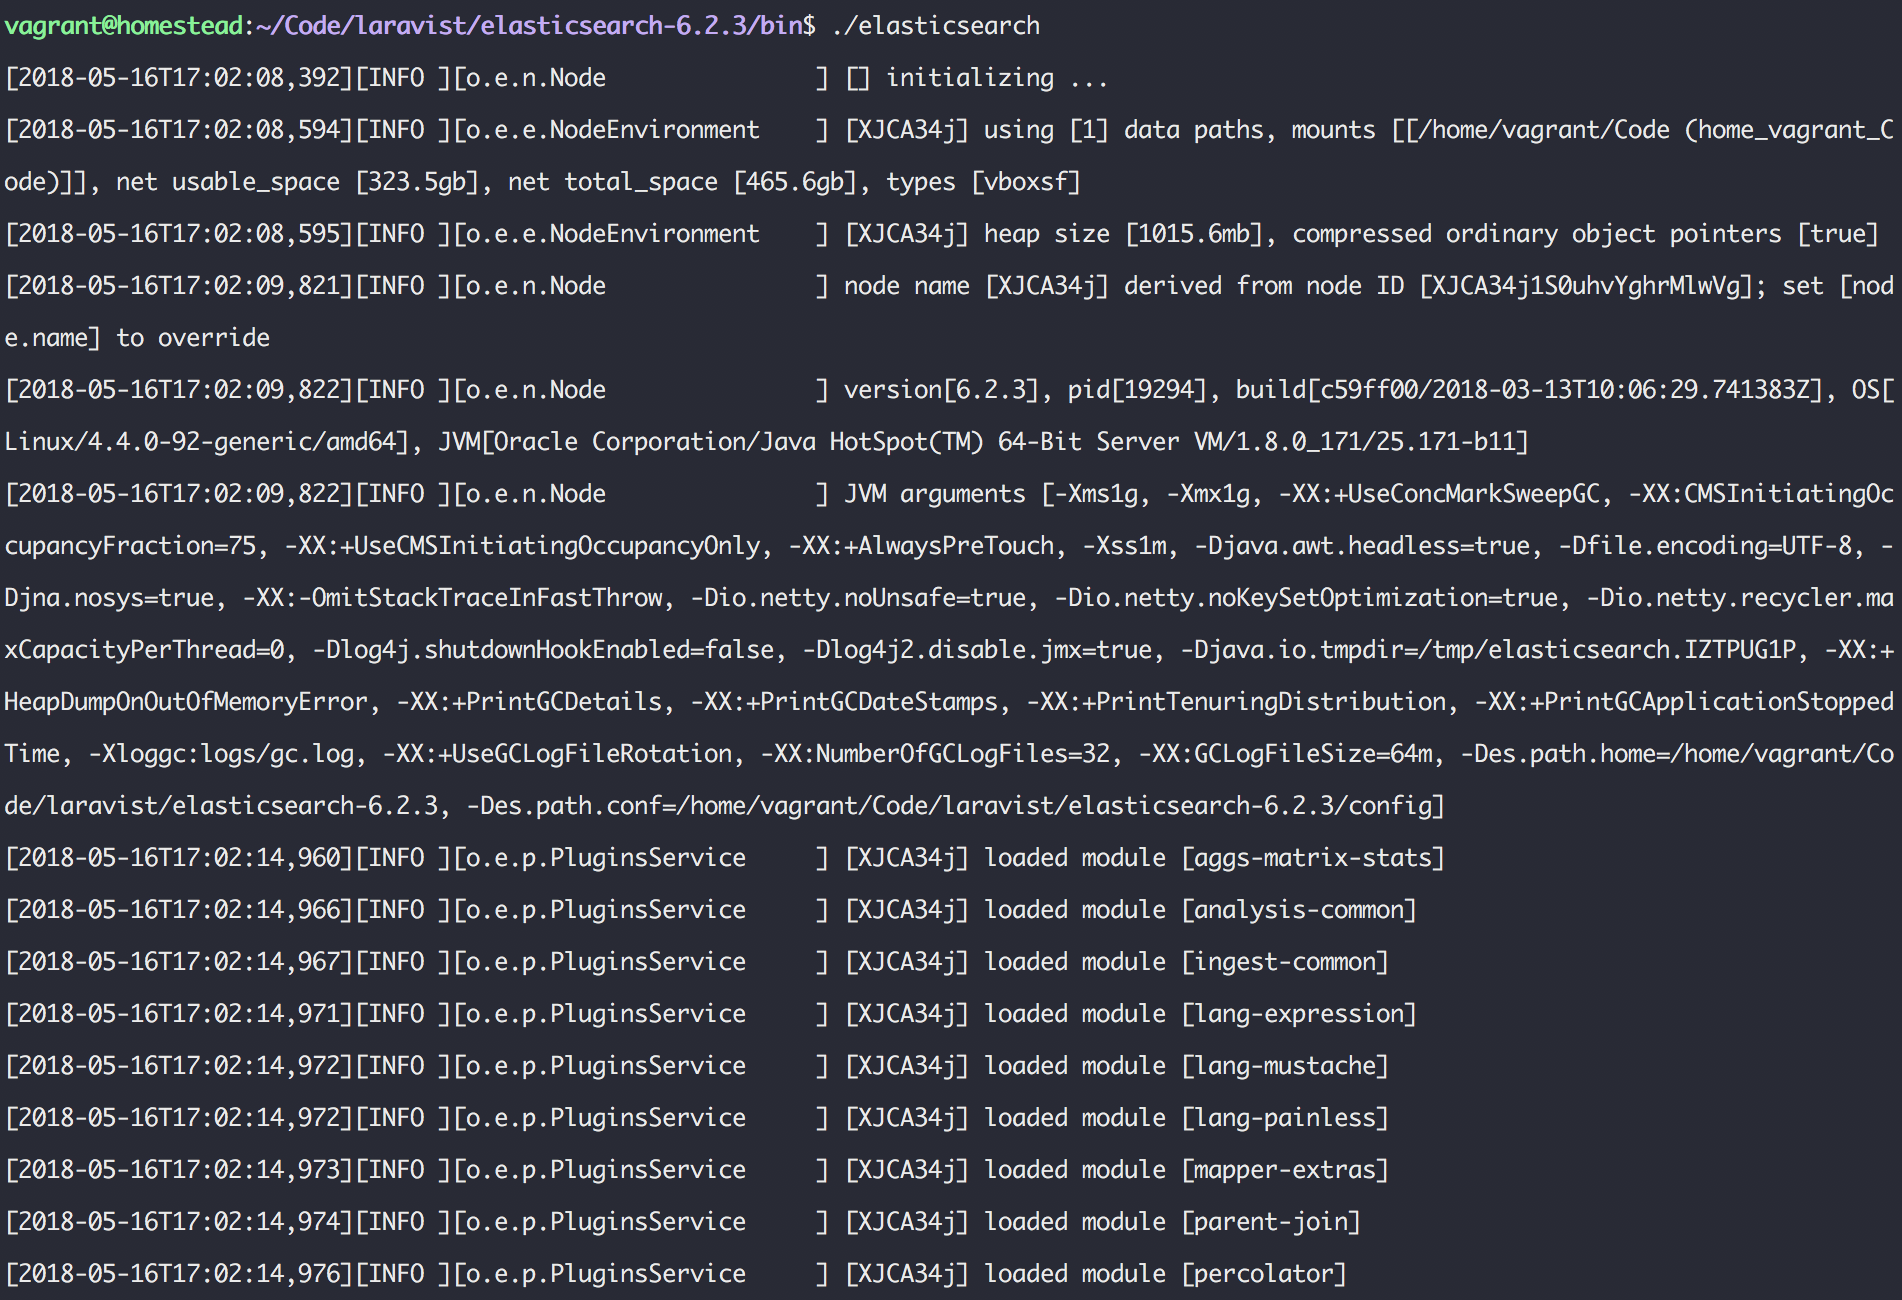 vagrant@homestead:~/Code/laravist/elasticsearch-6.2.3/bin$ ./elasticsearch
[2018-05-16T17:02:08,392][INFO ][o.e.n.Node               ] [] initializing ...
[2018-05-16T17:02:08,594][INFO ][o.e.e.NodeEnvironment    ] [XJCA34j] using [1] data paths, mounts [[/home/vagrant/Code (home_vagrant_C
ode)]], net usable_space [323.5gb], net total_space [465.6gb], types [vboxsf]
[2018-05-16T17:02:08,595][INFO ][o.e.e.NodeEnvironment    ] [XJCA34j] heap size [1015.6mb], compressed ordinary object pointers [true]
[2018-05-16T17:02:09,821][INFO ][o.e.n.Node               ] node name [XJCA34j] derived from node ID [XJCA34j1S0uhvYghrMlwVg]; set [nod
e.name] to override
[2018-05-16T17:02:09,822][INFO ][o.e.n.Node               ] version[6.2.3], pid[19294], build[c59ff00/2018-03-13T10:06:29.741383Z], OS[
Linux/4.4.0-92-generic/amd64], JVM[Oracle Corporation/Java HotSpot(TM) 64-Bit Server VM/1.8.0_171/25.171-b11]
[2018-05-16T17:02:09,822][INFO ][o.e.n.Node               ] JVM arguments [-Xms1g, -Xmx1g, -XX:+UseConcMarkSweepGC, -XX:CMSInitiatingOc
cupancyFraction=75, -XX:+UseCMSInitiatingOccupancyOnly, -XX:+AlwaysPreTouch, -Xss1m, -Djava.awt.headless=true, -Dfile.encoding=UTF-8, -
Djna.nosys=true, -XX:-OmitStackTraceInFastThrow, -Dio.netty.noUnsafe=true, -Dio.netty.noKeySetOptimization=true, -Dio.netty.recycler.ma
xCapacityPerThread=0, -Dlog4j.shutdownHookEnabled=false, -Dlog4j2.disable.jmx=true, -Djava.io.tmpdir=/tmp/elasticsearch.IZTPUG1P, -XX:+
HeapDumpOnOutOfMemoryError, -XX:+PrintGCDetails, -XX:+PrintGCDateStamps, -XX:+PrintTenuringDistribution, -XX:+PrintGCApplicationStopped
Time, -Xloggc:logs/gc.log, -XX:+UseGCLogFileRotation, -XX:NumberOfGCLogFiles=32, -XX:GCLogFileSize=64m, -Des.path.home=/home/vagrant/Co
de/laravist/elasticsearch-6.2.3, -Des.path.conf=/home/vagrant/Code/laravist/elasticsearch-6.2.3/config]
[2018-05-16T17:02:14,960][INFO ][o.e.p.PluginsService     ] [XJCA34j] loaded module [aggs-matrix-stats]
[2018-05-16T17:02:14,966][INFO ][o.e.p.PluginsService     ] [XJCA34j] loaded module [analysis-common]
[2018-05-16T17:02:14,967][INFO ][o.e.p.PluginsService     ] [XJCA34j] loaded module [ingest-common]
[2018-05-16T17:02:14,971][INFO ][o.e.p.PluginsService     ] [XJCA34j] loaded module [lang-expression]
[2018-05-16T17:02:14,972][INFO ][o.e.p.PluginsService     ] [XJCA34j] loaded module [lang-mustache]
[2018-05-16T17:02:14,972][INFO ][o.e.p.PluginsService     ] [XJCA34j] loaded module [lang-painless]
[2018-05-16T17:02:14,973][INFO ][o.e.p.PluginsService     ] [XJCA34j] loaded module [mapper-extras]
[2018-05-16T17:02:14,974][INFO ][o.e.p.PluginsService     ] [XJCA34j] loaded module [parent-join]
[2018-05-16T17:02:14,976][INFO ][o.e.p.PluginsService     ] [XJCA34j] loaded module [percolator]